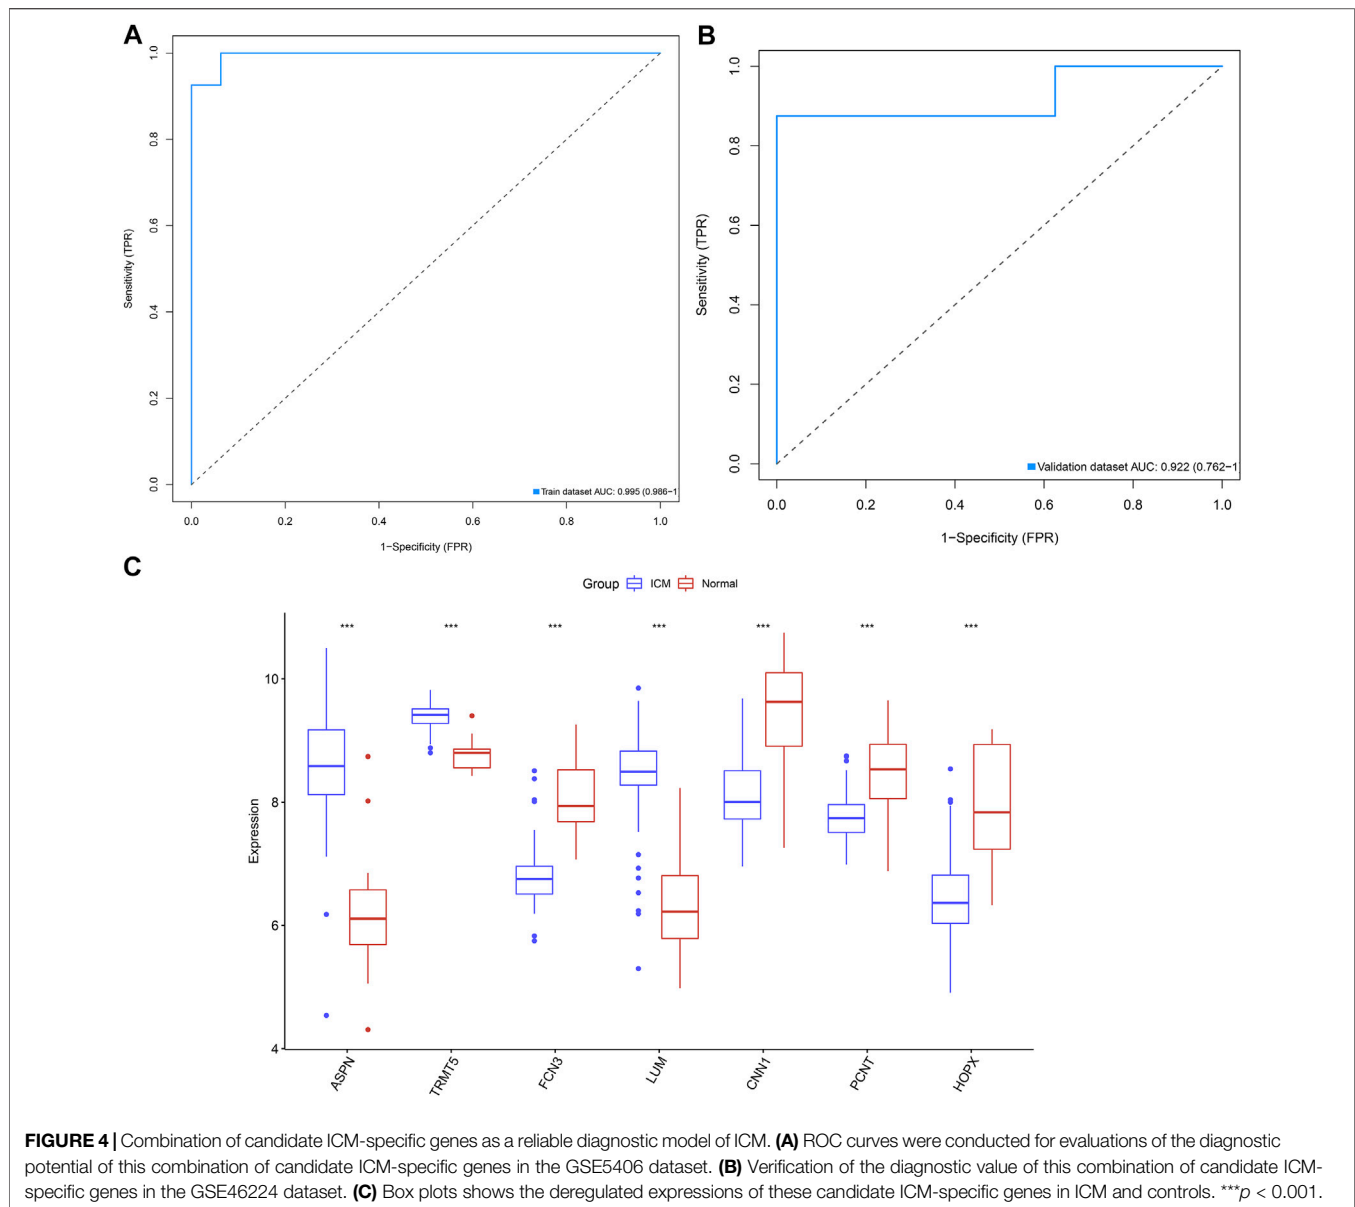 A
1.0
0.8
0.6
0.4
0.2
0.0
Sensitivity (TPR)
Train dataset AUC: 0.995 (0.986−1
0.0 0.2 0.4 0.6 0.8 1.0
1−Specificity (FPR)
B
1.0
0.8
0.6
0.4
0.2
0.0
Sensitivity (TPR)
Validation dataset AUC: 0.922 (0.762−1
0.0 0.2 0.4 0.6 0.8 1.0
1−Specificity (FPR)
C
Group ICM Normal
*** *** *** *** *** *** ***
10
8
6
4
Expression
ASPN TRMT5 FCN3 LUM CNN1 PCNT HOPX
FIGURE 4 | Combination of candidate ICM-specific genes as a reliable diagnostic model of ICM. (A) ROC curves were conducted for evaluations of the diagnostic
potential of this combination of candidate ICM-specific genes in the GSE5406 dataset. (B) Verification of the diagnostic value of this combination of candidate ICM-
specific genes in the GSE46224 dataset. (C) Box plots shows the deregulated expressions of these candidate ICM-specific genes in ICM and controls. ***p < 0.001.